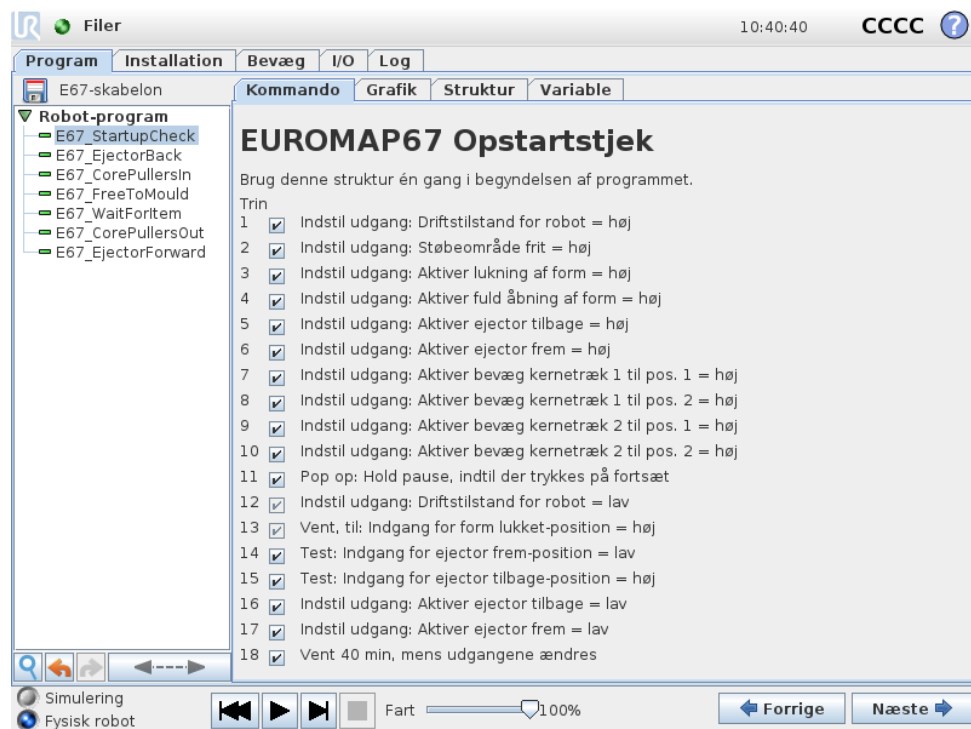 UR Filer 10:40:40 CCCC ?
Program Installation Bevæg I/O Log
E67-skabelon
Kommando Grafik Struktur Variable
Robot-program
E67_StartupCheck
E67_EjectorBack
E67_CorePullersIn
E67_FreeToMould
E67_WaitForItem
E67_CorePullersOut
E67_EjectorForward
EUROMAP67 Opstartstjek
Brug denne struktur én gang i begyndelsen af programmet.
Trin
1 Indstil udgang: Driftstilstand for robot = høj
2 Indstil udgang: Støbeområde frit = høj
3 Indstil udgang: Aktiver lukning af form = høj
4 Indstil udgang: Aktiver fuld åbning af form = høj
5 Indstil udgang: Aktiver ejector tilbage = høj
6 Indstil udgang: Aktiver ejector frem = høj
7 Indstil udgang: Aktiver bevæg kernetræk 1 til pos. 1 = høj
8 Indstil udgang: Aktiver bevæg kernetræk 1 til pos. 2 = høj
9 Indstil udgang: Aktiver bevæg kernetræk 2 til pos. 1 = høj
10 Indstil udgang: Aktiver bevæg kernetræk 2 til pos. 2 = høj
11 Pop op: Hold pause, indtil der trykkes på fortsæt
12 Indstil udgang: Driftstilstand for robot = lav
13 Vent, til: Indgang for form lukket-position = høj
14 Test: Indgang for ejector frem-position = lav
15 Test: Indgang for ejector tilbage-position = høj
16 Indstil udgang: Aktiver ejector tilbage = lav
17 Indstil udgang: Aktiver ejector frem = lav
18 Vent 40 min, mens udgangene ændres
Simulering
Fysisk robot
Fart 100%
Forrige Næste